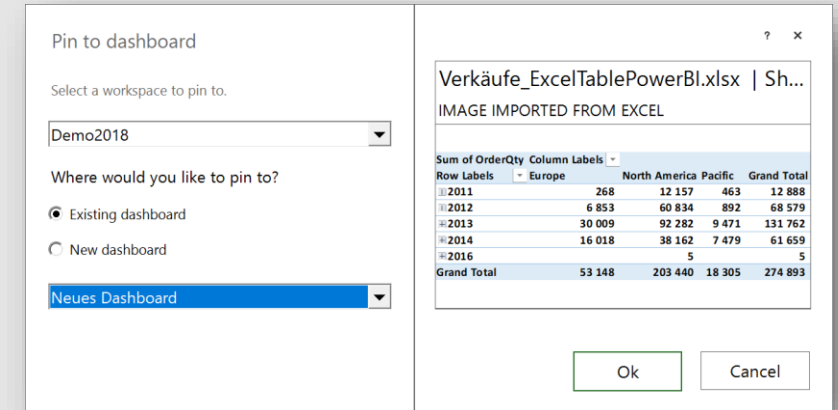 Pin to dashboard
Select a workspace to pin to.
Demo2018
Where would you like to pin to?
Existing dashboard
New dashboard
Neues Dashboard
? ×
Verkäufe_ExcelTablePowerBI.xlsx | Sh...
IMAGE IMPORTED FROM EXCEL
Sum of OrderQty Column Labels
Row Labels Europe North America Pacific Grand Total
2011 268 12 157 463 12 888
2012 6 853 60 834 892 68 579
2013 30 009 92 282 9 471 131 762
2014 16 018 38 162 7 479 61 659
2016 5 5
Grand Total 53 148 203 440 18 305 274 893
Ok Cancel